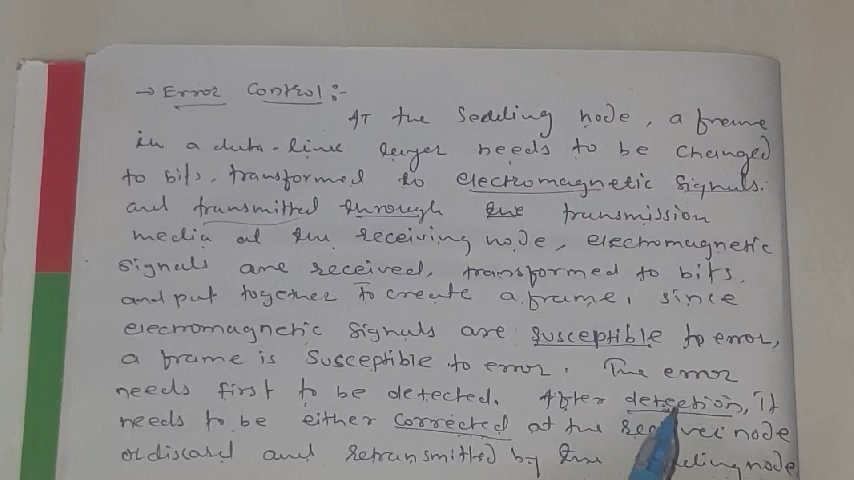 → Error Control :-
AT the Sedding node, a freme
in a data-link layer needs to be changed
to bits, transformed to electromagnetic Signals.
and transmitted through the transmission
media at the receiving node, electromagnetic
Signals are received, transformed to bits,
and put together to create a frame, since
electromagnetic signals are susceptible to error,
a frame is Susceptible to error. The error
needs first to be detected. After detection, it
needs to be either corrected at the node
or discard and retransmitted by the node